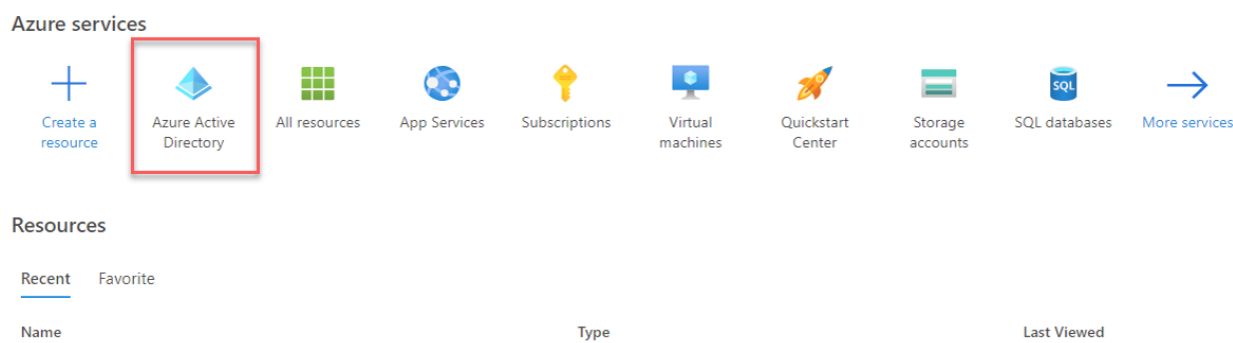 Azure services
Create a resource
Azure Active Directory
All resources
App Services
Subscriptions
Virtual machines
Quickstart Center
Storage accounts
SQL
SQL databases
More services
Resources
Recent Favorite
Name Type Last Viewed